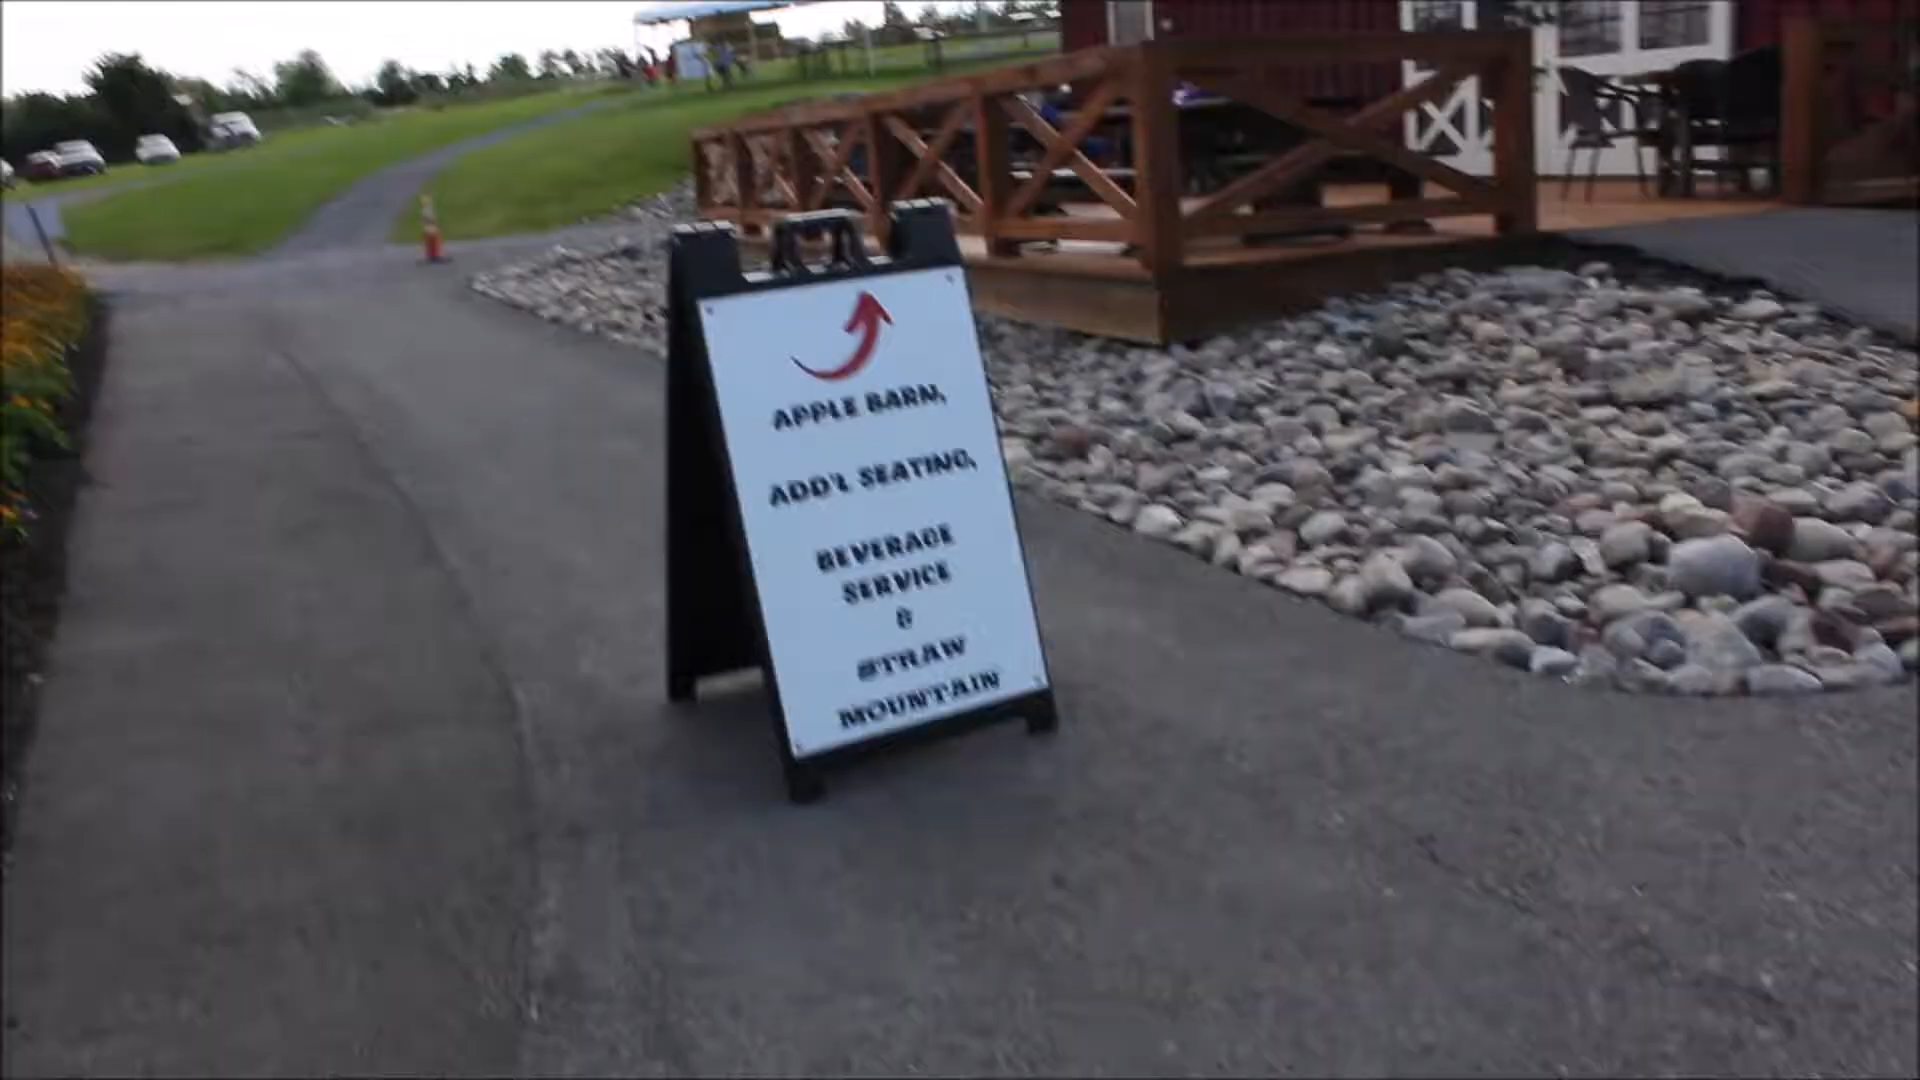 APPLE BARN,
ADD'L SEATING,
BEVERAGE
SERVICE
&
STRAW
MOUNTAIN